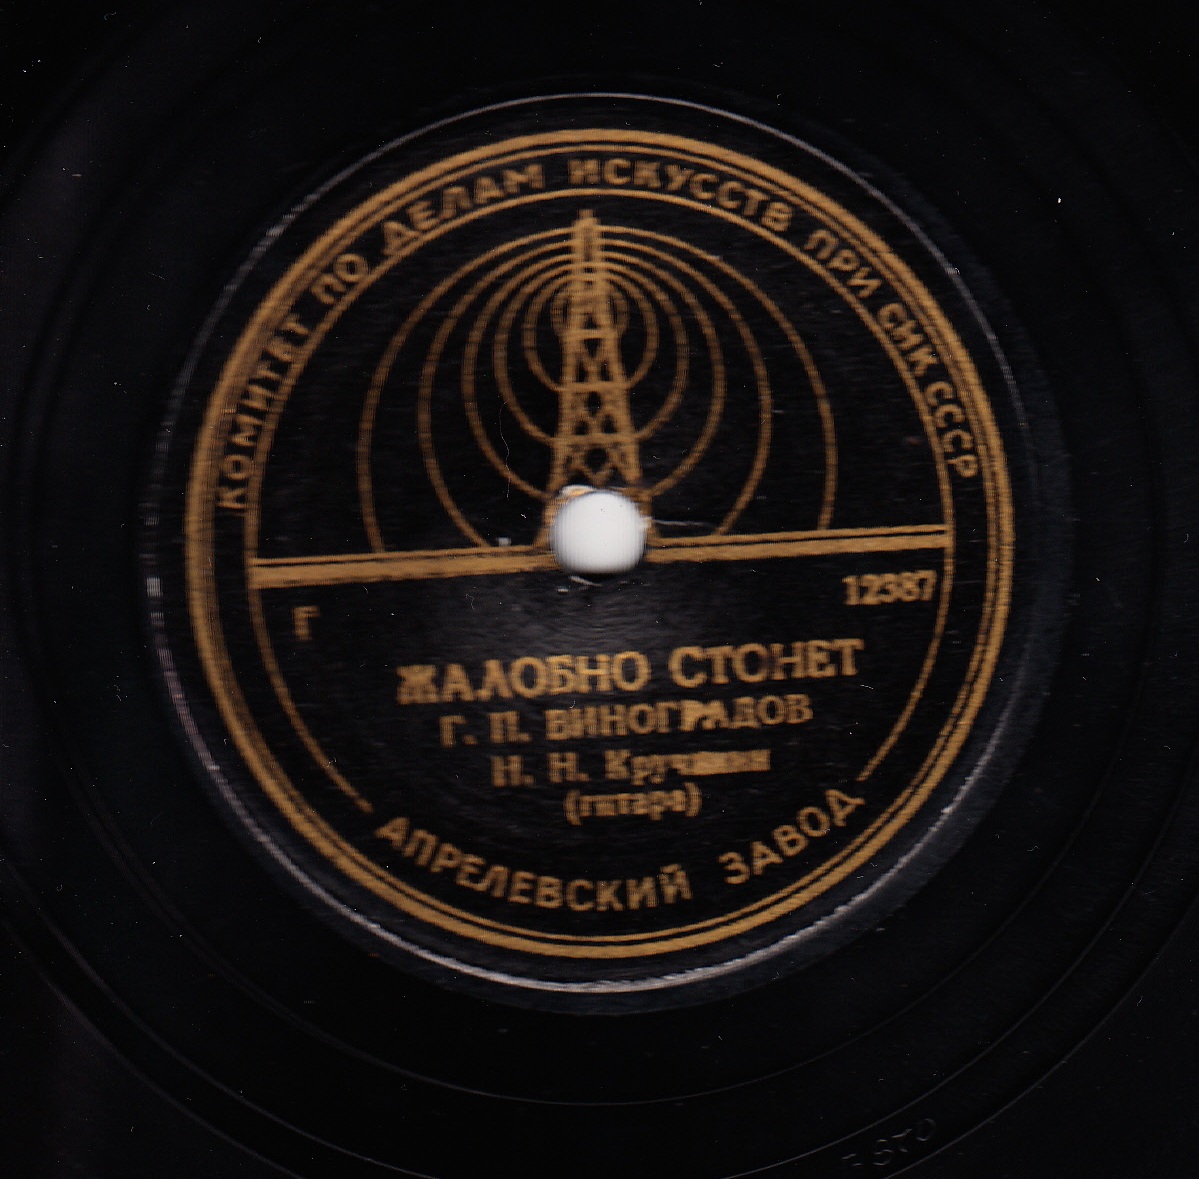 КОМИТЕТ ПО ДЕЛАМ ИСКУССТВ ПРИ СНК СССР
Г
12387
ЖАЛОБНО СТОНЕТ
Г. П. ВИНОГРАДОВ
Н. Н. Кручинин
(гитара)
АПРЕЛЕВСКИЙ ЗАВОД